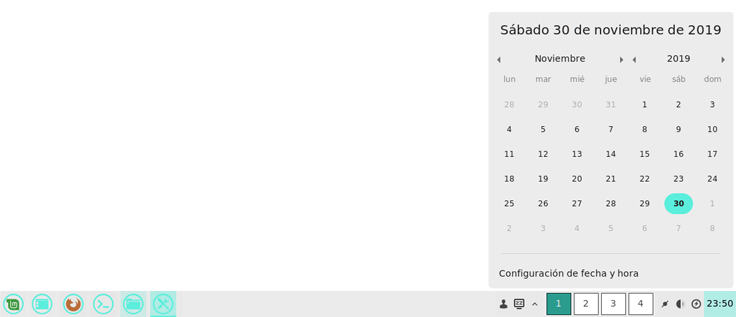 Sábado 30 de noviembre de 2019
Noviembre 2019
lun mar mié jue vie sáb dom
28 29 30 31 1 2 3
4 5 6 7 8 9 10
11 12 13 14 15 16 17
18 19 20 21 22 23 24
25 26 27 28 29 30 1
2 3 4 5 6 7 8
Configuración de fecha y hora
1 2 3 4 23:50